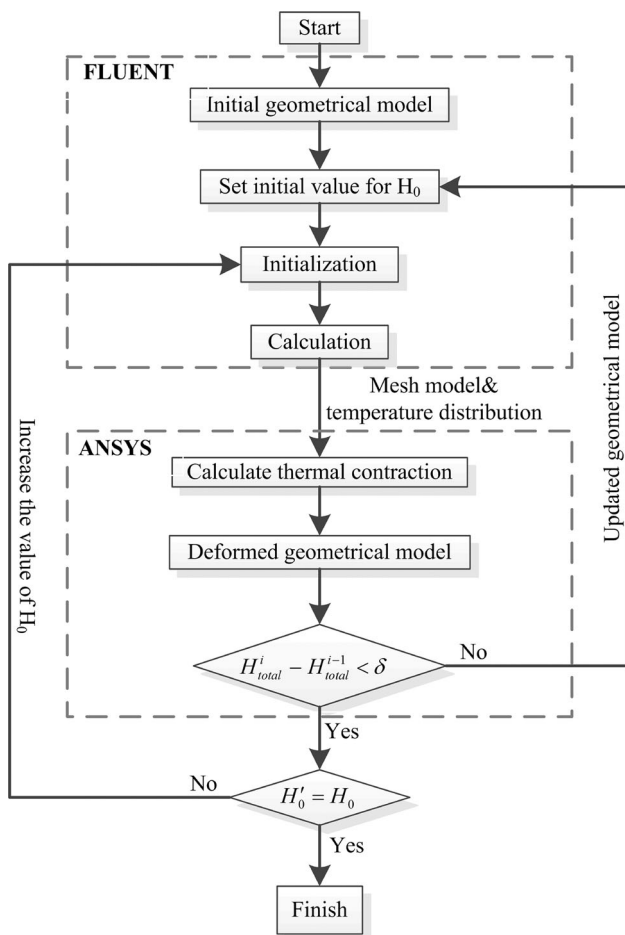 Start
FLUENT
Initial geometrical model
Set initial value for H₀
Initialization
Calculation
Mesh model&
temperature distribution
ANSYS
Calculate thermal contraction
Deformed geometrical model
H^i_total − H^{i−1}_total < δ
No
Yes
No
H₀′ = H₀
Yes
Finish
Increase the value of H₀
Updated geometrical model